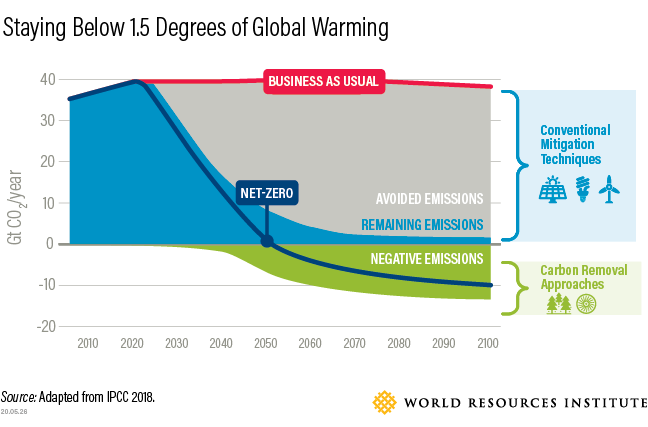 Staying Below 1.5 Degrees of Global Warming
Gt CO2/year
40
30
20
10
0
-10
-20
BUSINESS AS USUAL
NET-ZERO
AVOIDED EMISSIONS
REMAINING EMISSIONS
NEGATIVE EMISSIONS
Conventional
Mitigation
Techniques
Carbon Removal
Approaches
2010 2020 2030 2040 2050 2060 2070 2080 2090 2100
Source: Adapted from IPCC 2018.
20.05.26
WORLD RESOURCES INSTITUTE